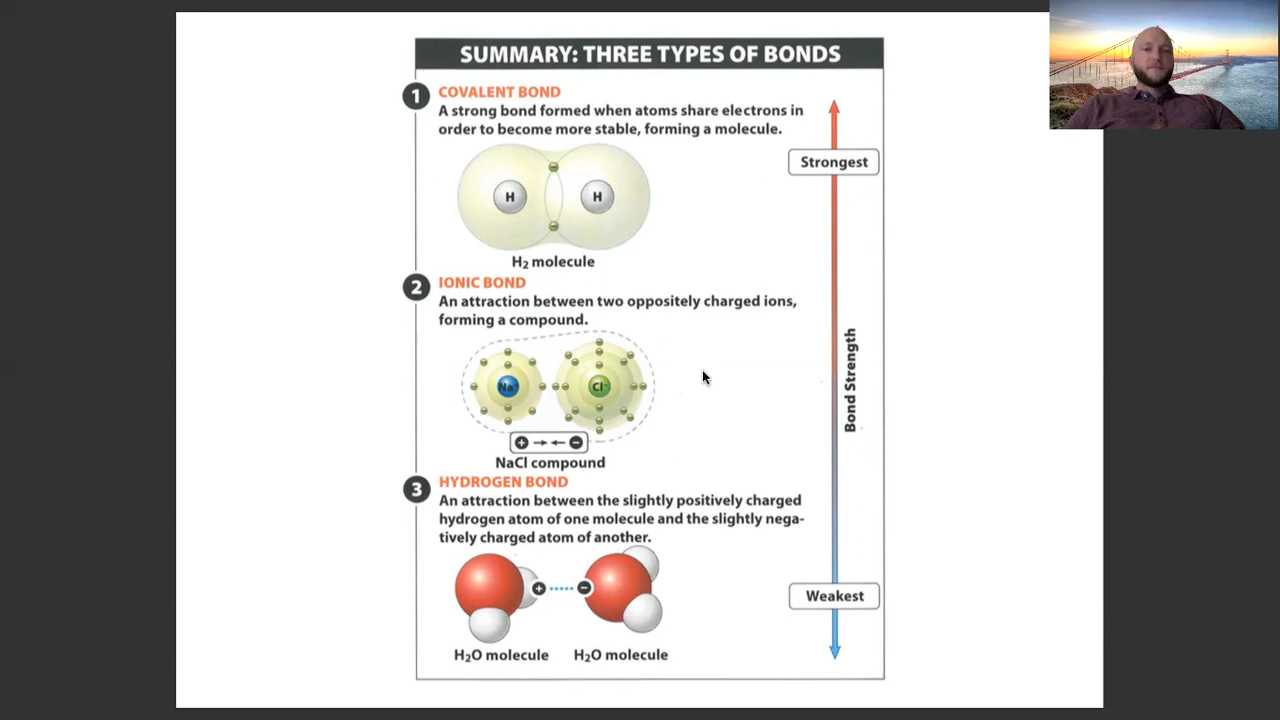 SUMMARY: THREE TYPES OF BONDS
1 COVALENT BOND
A strong bond formed when atoms share electrons in
order to become more stable, forming a molecule.
Strongest
H H
H₂ molecule
2 IONIC BOND
An attraction between two oppositely charged ions,
forming a compound.
Na Cl⁻
+ →← −
NaCl compound
Bond Strength
3 HYDROGEN BOND
An attraction between the slightly positively charged
hydrogen atom of one molecule and the slightly nega-
tively charged atom of another.
+ −
Weakest
H₂O molecule H₂O molecule